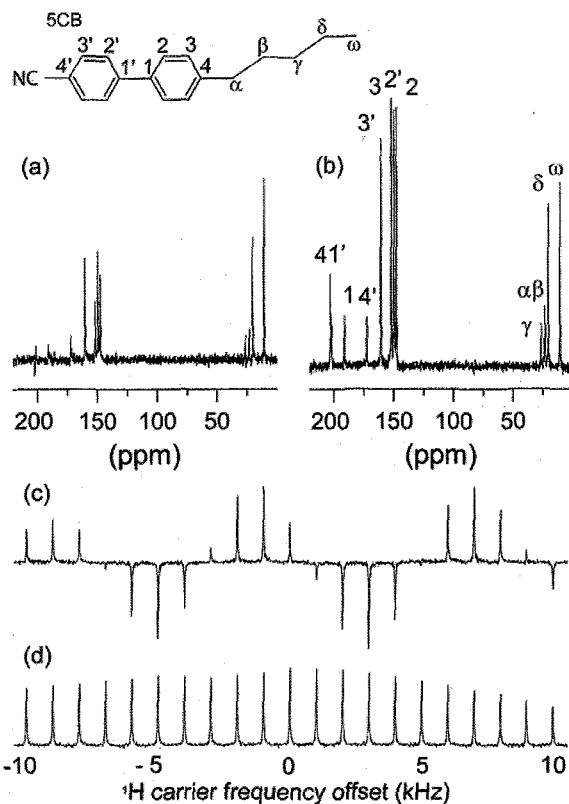 5CB
3' 2' 2 3 β δ ω
NC 4' 1' 1 4 α γ
(a)
(b)
3 2' 2
3'
41'
1 4'
δ ω
αβ
γ
200 150 100 50
200 150 100 50
(ppm) (ppm)
(c)
(d)
-10 -5 0 5 10
¹H carrier frequency offset (kHz)